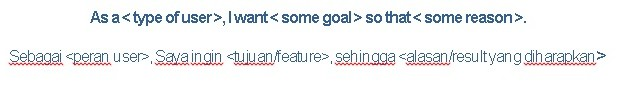 As a < type of user >, I want < some goal > so that < some reason >.
Sebagai <peran user>, Saya ingin <tujuan/feature>, sehingga <alasan/result yang diharapkan>